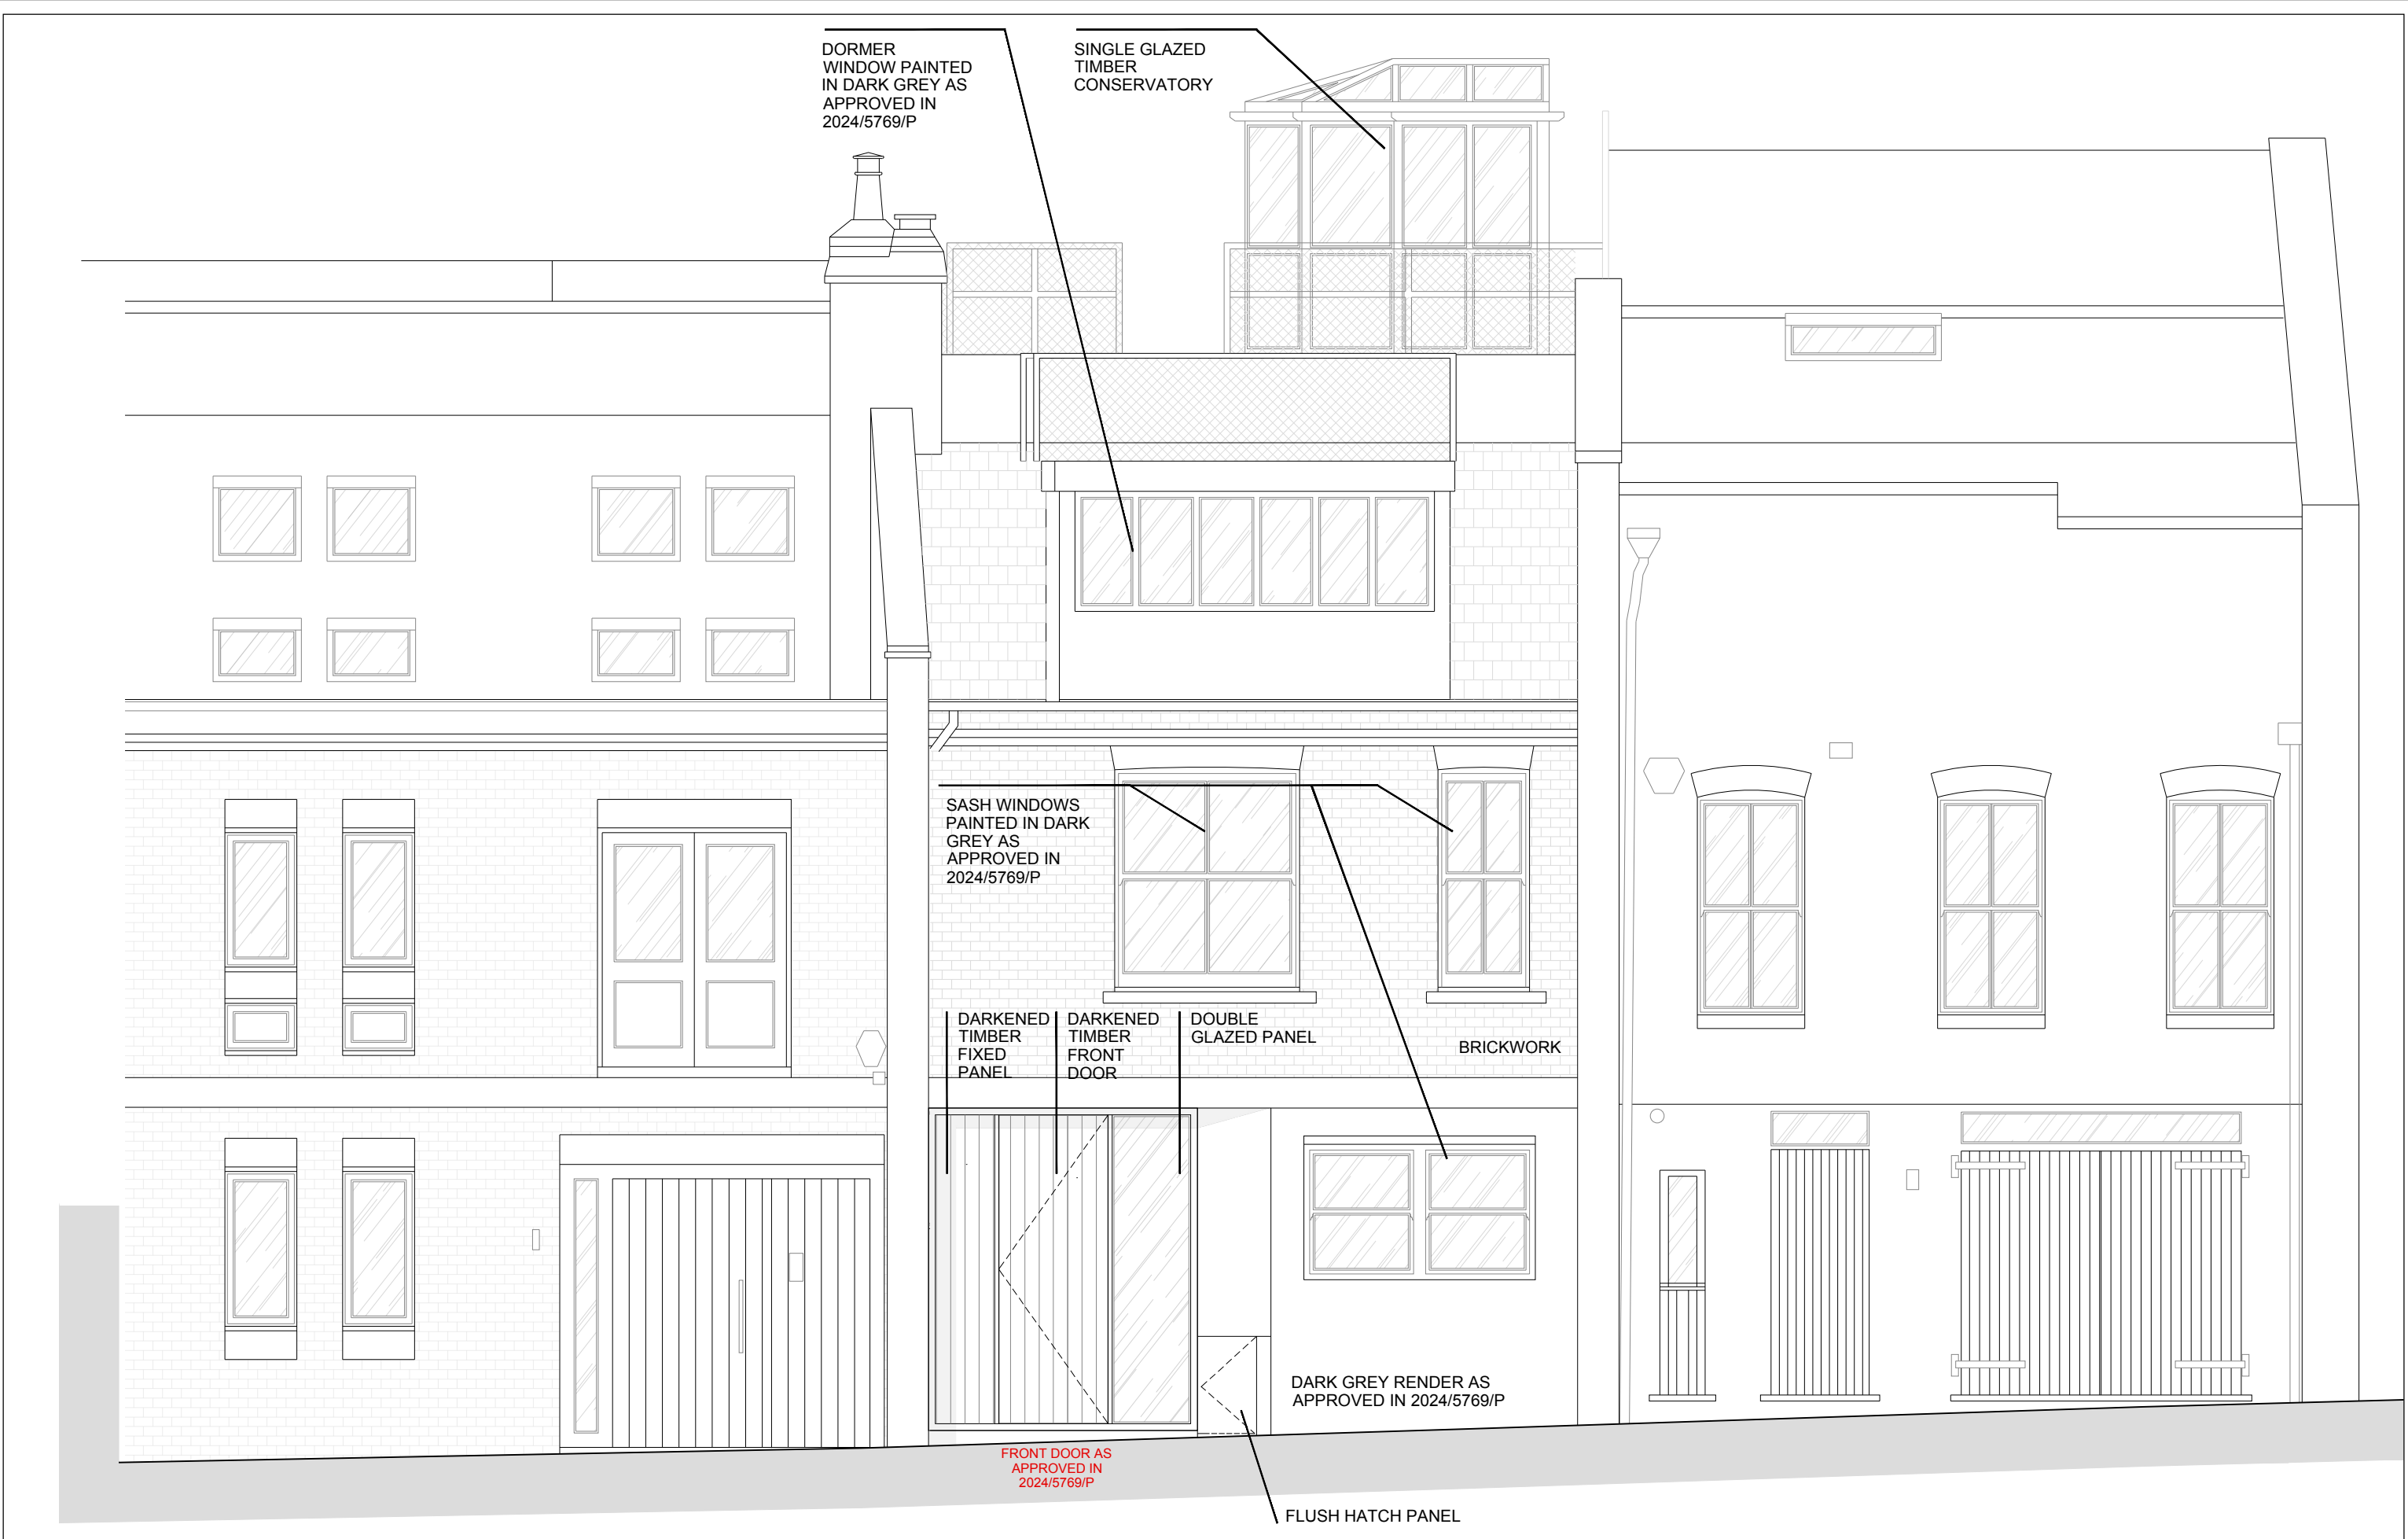 DORMER
WINDOW PAINTED
IN DARK GREY AS
APPROVED IN
2024/5769/P
SINGLE GLAZED
TIMBER
CONSERVATORY
SASH WINDOWS
PAINTED IN DARK
GREY AS
APPROVED IN
2024/5769/P
DARKENED
TIMBER
FIXED
PANEL
DARKENED
TIMBER
FRONT
DOOR
DOUBLE
GLAZED PANEL
BRICKWORK
DARK GREY RENDER AS
APPROVED IN 2024/5769/P
FRONT DOOR AS
APPROVED IN
2024/5769/P
FLUSH HATCH PANEL